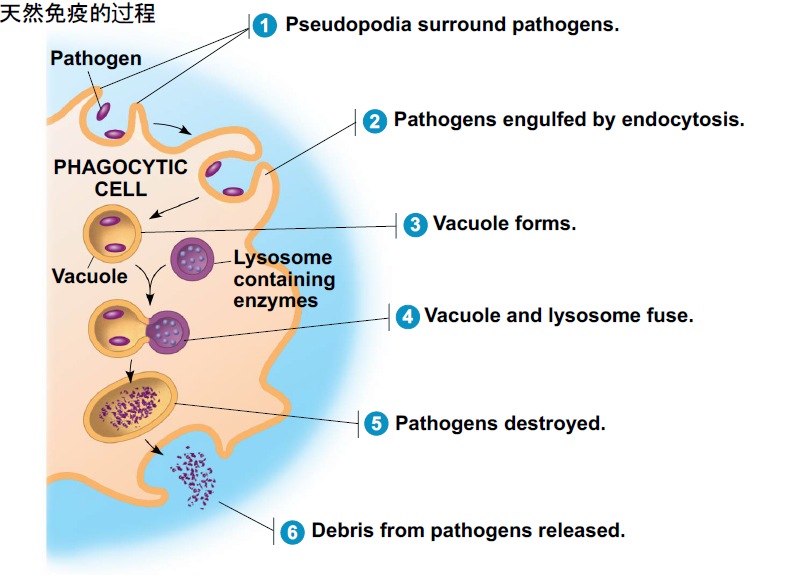 天然免疫的过程
1 Pseudopodia surround pathogens.
Pathogen
2 Pathogens engulfed by endocytosis.
PHAGOCYTIC
CELL
3 Vacuole forms.
Vacuole
Lysosome
containing
enzymes
4 Vacuole and lysosome fuse.
5 Pathogens destroyed.
6 Debris from pathogens released.